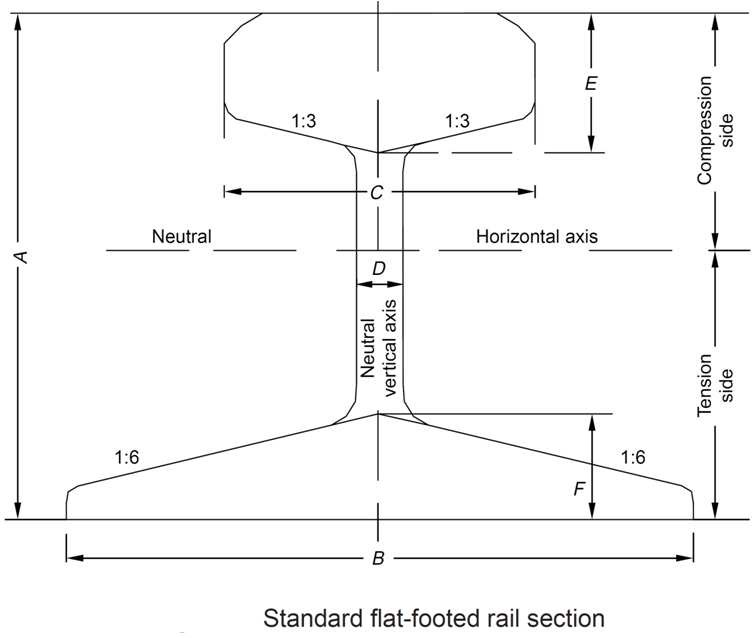 E
Compression
side
1:3
1:3
C
Neutral
Horizontal axis
A
D
Neutral
vertical axis
Tension
side
1:6
1:6
F
B
Standard flat-footed rail section